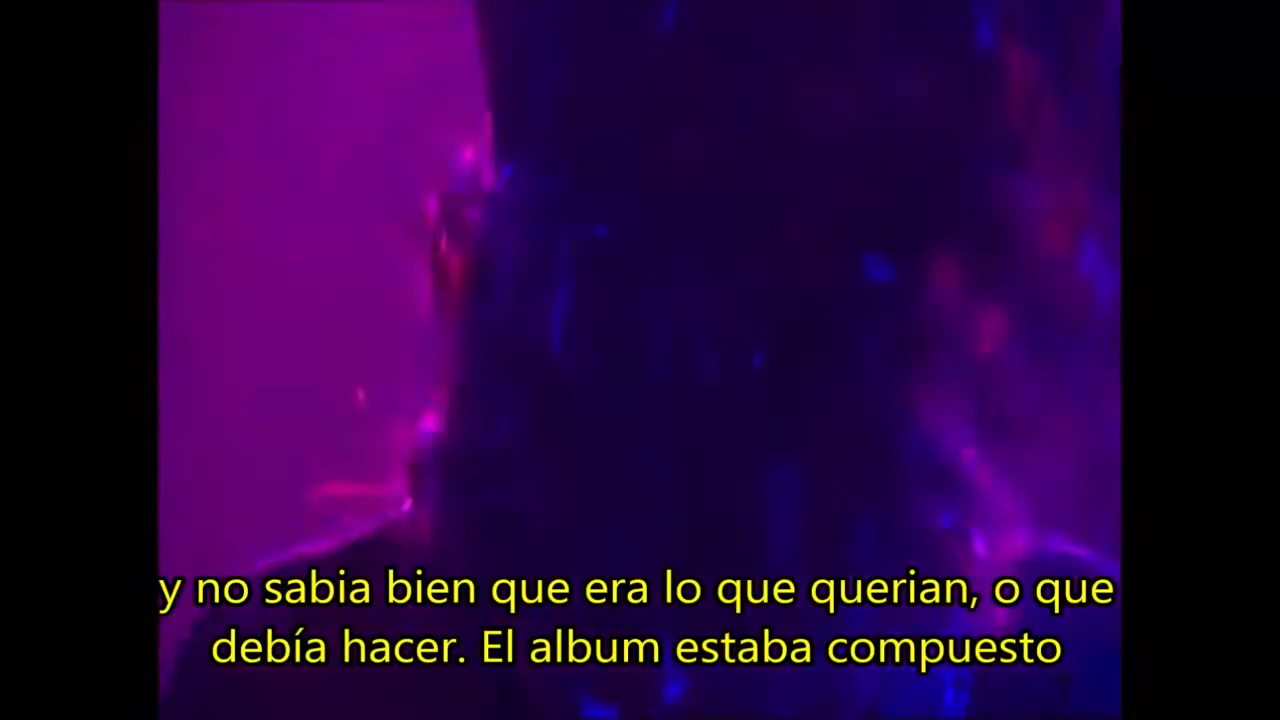 y no sabia bien que era lo que querian, o que
debía hacer. El album estaba compuesto